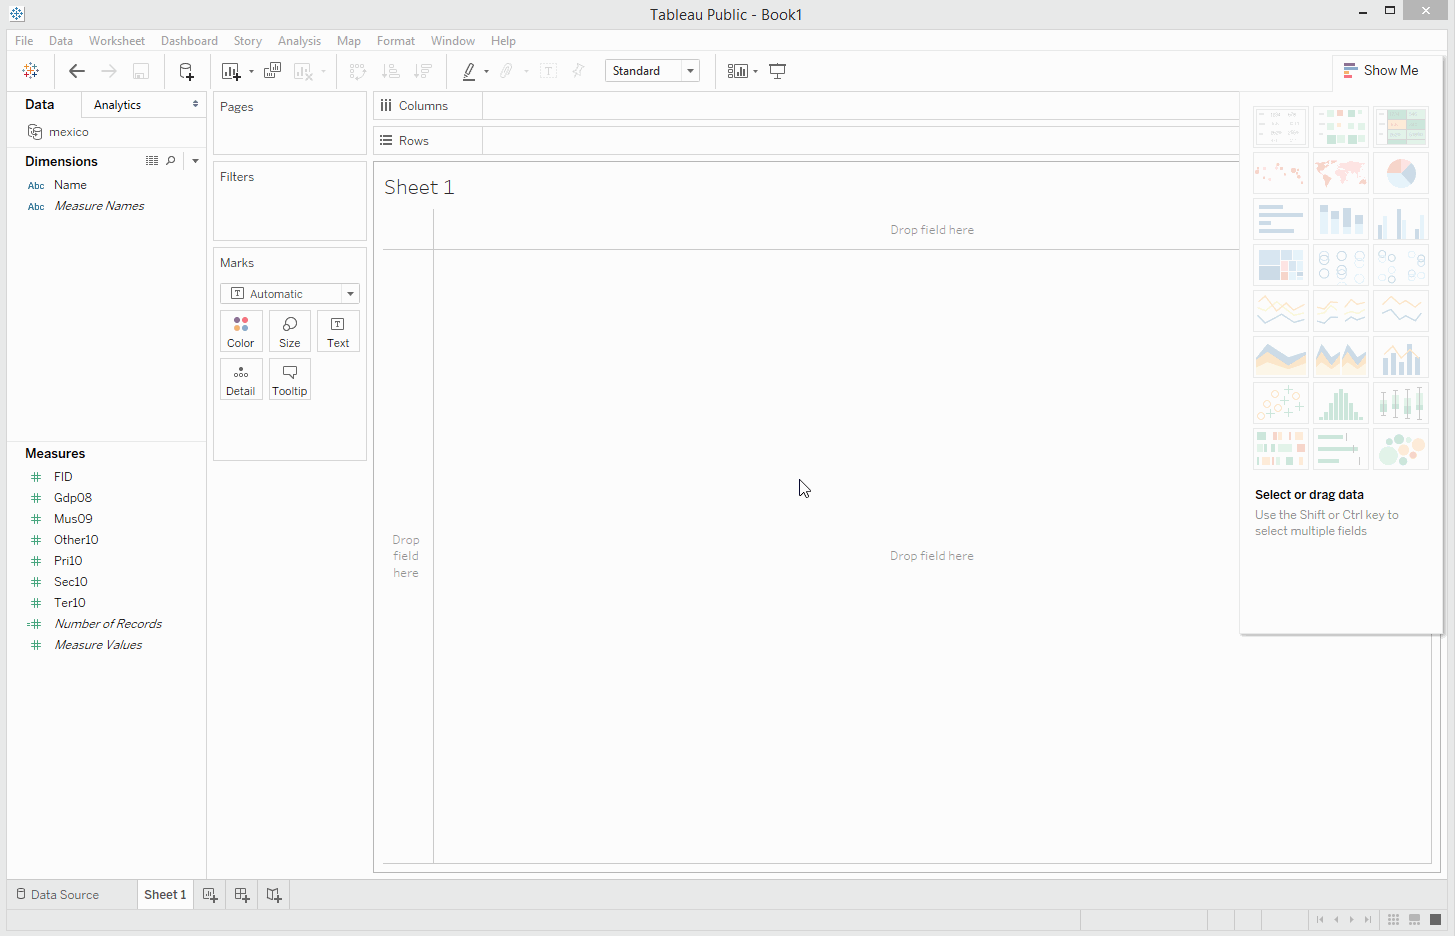 Tableau Public - Book1
File Data Worksheet Dashboard Story Analysis Map Format Window Help
Standard
Show Me
Data
Analytics
mexico
Dimensions
Abc Name
Abc Measure Names
Measures
FID
Gdp08
Mus09
Other10
Pri10
Sec10
Ter10
Number of Records
Measure Values
Pages
Filters
Marks
Automatic
Color
Size
Text
Detail
Tooltip
Columns
Rows
Sheet 1
Drop field here
Drop
field
here
Drop field here
Select or drag data
Use the Shift or Ctrl key to
select multiple fields
Data Source
Sheet 1